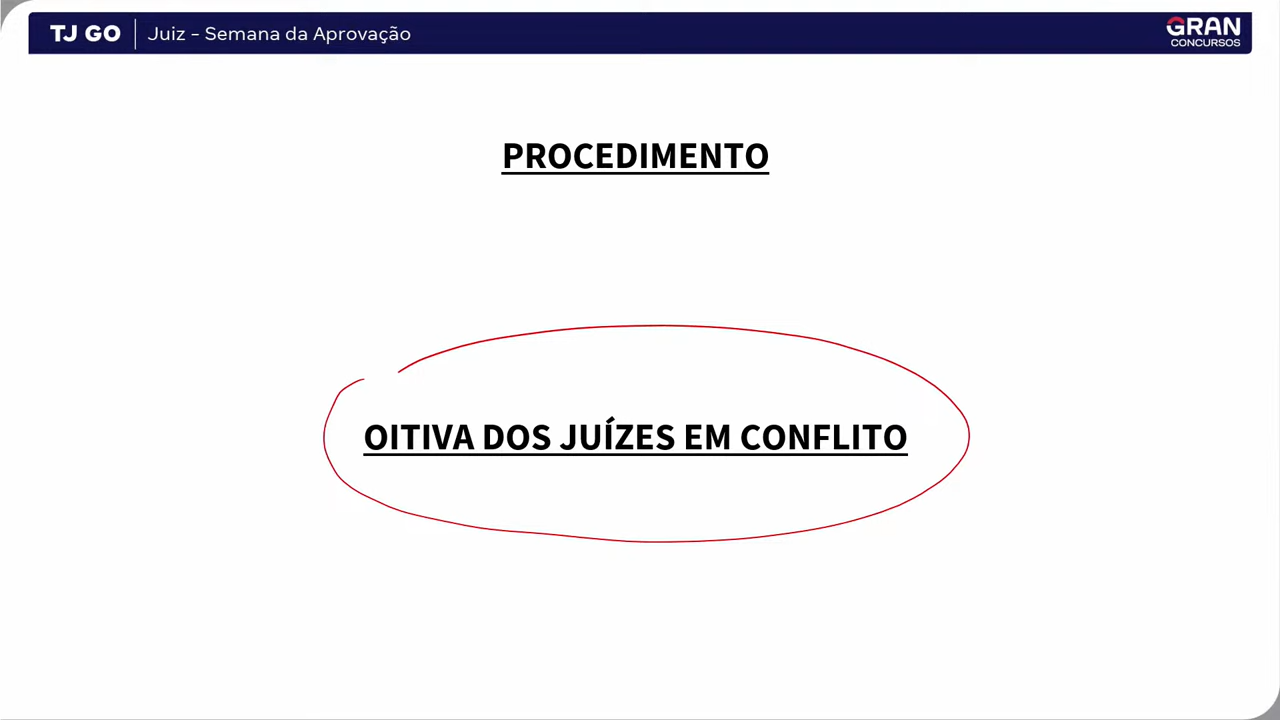 TJ GO | Juiz – Semana da Aprovação
GRAN
CONCURSOS
PROCEDIMENTO
OITIVA DOS JUÍZES EM CONFLITO